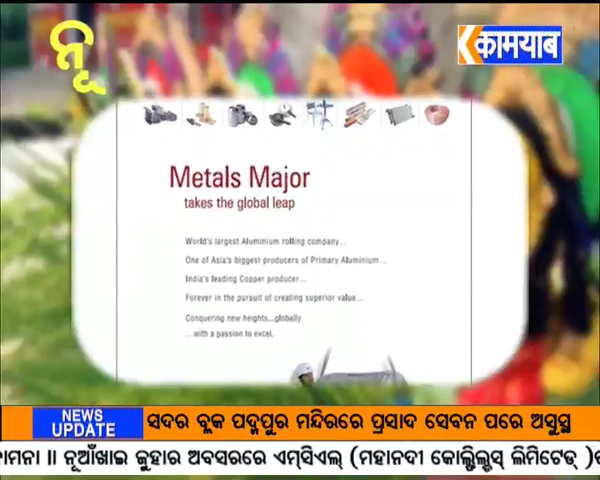 ନୂ
कामयाब
Metals Major
takes the global leap
World's largest Aluminium rolling company...
One of Asia's biggest producers of Primary Aluminium...
India's leading Copper producer...
Forever in the pursuit of creating superior value...
Conquering new heights...globally
...with a passion to excel.
NEWS UPDATE ସଦର ବ୍ଲକ ପଦ୍ମପୁର ମନ୍ଦିରରେ ପ୍ରସାଦ ସେବନ ପରେ ଅସୁସ୍ଥ
ାମନା ॥ ନୂଆଁଖାଇ ଜୁହାର ଅବସରରେ ଏମ୍‌ସିଏଲ୍ (ମହାନଦୀ କୋଲ୍‌ଫିଲ୍ଡସ୍ ଲିମିଟେଡ୍ )